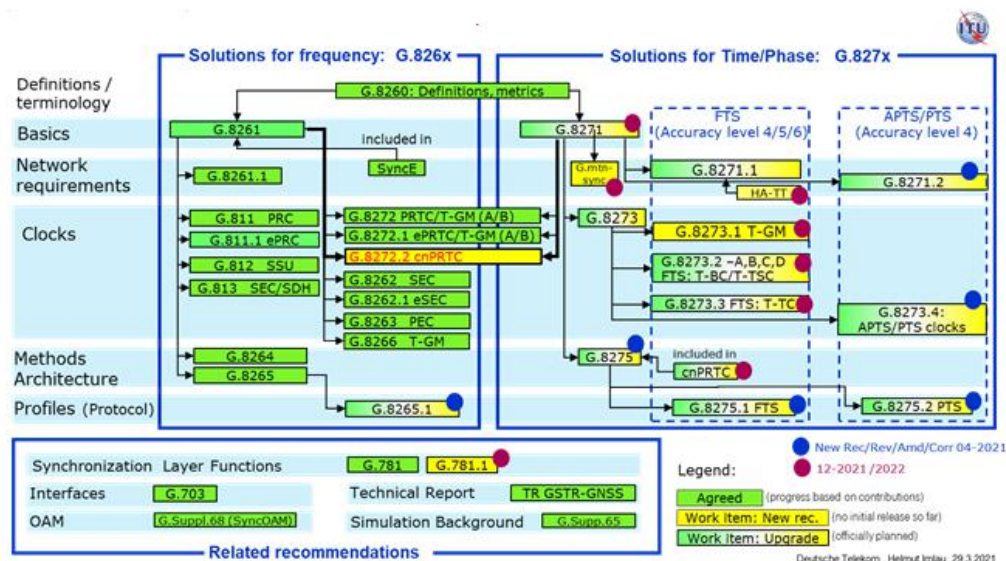 ITU
Solutions for frequency: G.826x
Solutions for Time/Phase: G.827x
Definitions /
terminology
G.8260: Definitions, metrics
Basics
G.8261
included in
SyncE
G.8271
FTS
(Accuracy level 4/5/6)
APTS/PTS
(Accuracy level 4)
Network
requirements
G.8261.1
G.mtn-
sync
G.8271.1
HA-TT
G.8271.2
Clocks
G.811 PRC
G.811.1 ePRC
G.812 SSU
G.813 SEC/SDH
G.8272 PRTC/T-GM (A/B)
G.8272.1 ePRTC/T-GM (A/B)
G.8272.2 cnPRTC
G.8262 SEC
G.8262.1 eSEC
G.8263 PEC
G.8266 T-GM
G.8273
G.8273.1 T-GM
G.8273.2 –A,B,C,D
FTS: T-BC/T-TSC
G.8273.3 FTS: T-TC
G.8273.4:
APTS/PTS clocks
Methods
Architecture
G.8264
G.8265
G.8275
included in
cnPRTC
Profiles (Protocol)
G.8265.1
G.8275.1 FTS
G.8275.2 PTS
Synchronization Layer Functions
G.781
G.781.1
Interfaces
G.703
Technical Report
TR GSTR-GNSS
OAM
G.Suppl.68 (SyncOAM)
Simulation Background
G.Supp.65
Related recommendations
New Rec/Rev/Amd/Corr 04-2021
Legend:
12-2021/2022
Agreed
(progress based on contributions)
Work item: New rec.
(no initial release so far)
Work item: Upgrade
(officially planned)
Deutsche Telekom, Helmut Imlau, 29.3.2021